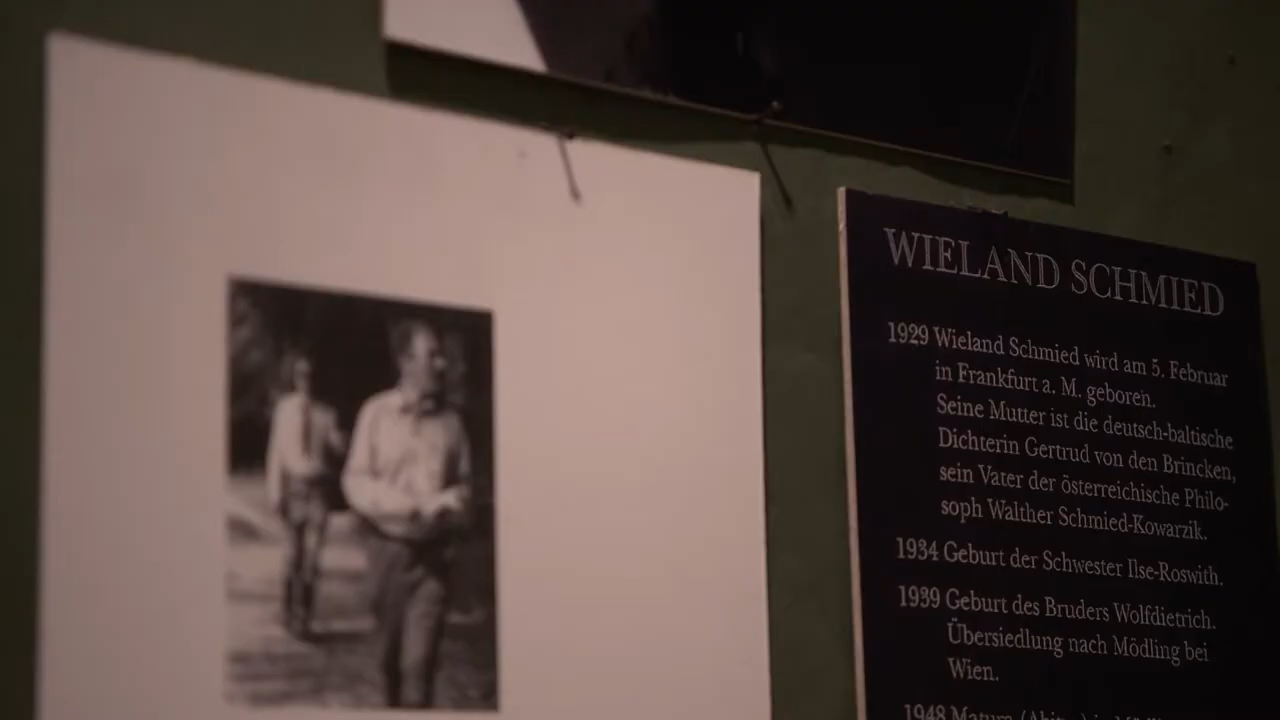 WIELAND SCHMIED
1929 Wieland Schmied wird am 5. Februar
in Frankfurt a. M. geboren.
Seine Mutter ist die deutsch-baltische
Dichterin Gertrud von den Brincken,
sein Vater der österreichische Philo-
soph Walther Schmied-Kowarzik.
1934 Geburt der Schwester Ilse-Roswith.
1939 Geburt des Bruders Wolfdietrich.
Übersiedlung nach Mödling bei
Wien.
1948 Matura